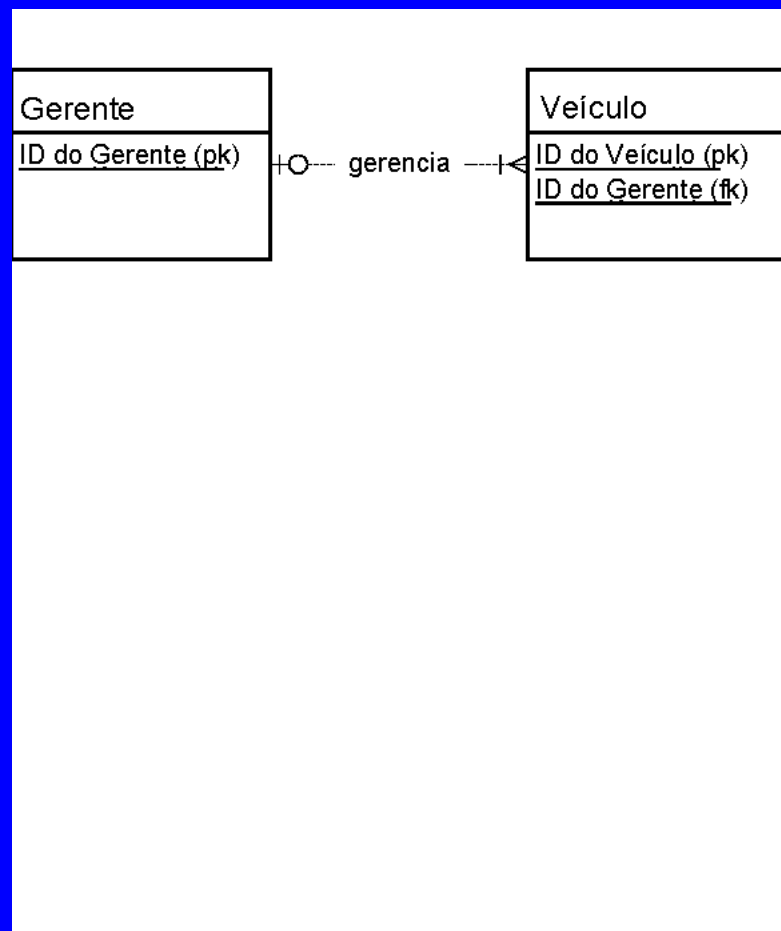 Gerente
ID do Gerente (pk)
gerencia
Veículo
ID do Veículo (pk)
ID do Gerente (fk)